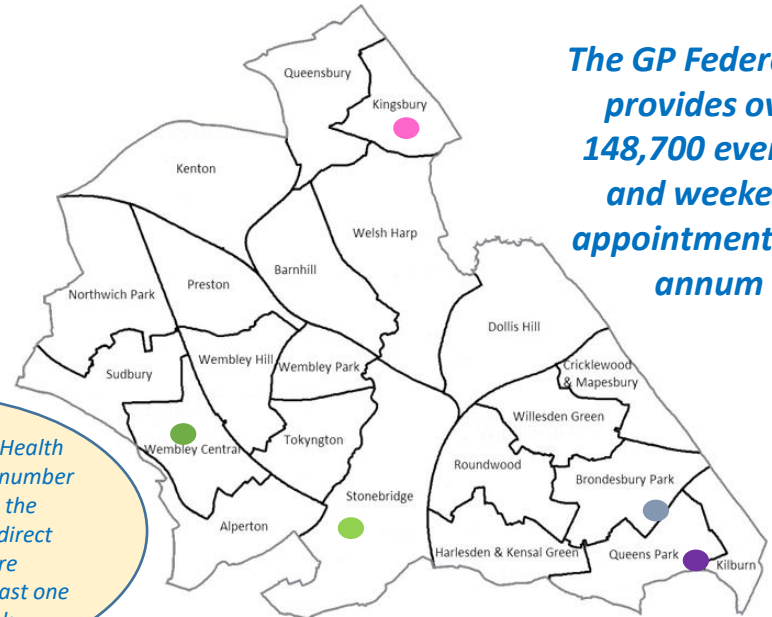 The GP Feder
provides ov
148,700 even
and weeke
appointment
annum
Queensbury
Kingsbury
Kenton
Welsh Harp
Barnhill
Preston
Northwich Park
Dollis Hill
Sudbury
Wembley Hill
Wembley Park
Cricklewood
& Mapesbury
Willesden Green
Wembley Central
Tokyngton
Roundwood
Brondesbury Park
Stonebridge
Alperton
Harlesden & Kensal Green
Queens Park
Kilburn
Health
number
the
direct
re
ast one